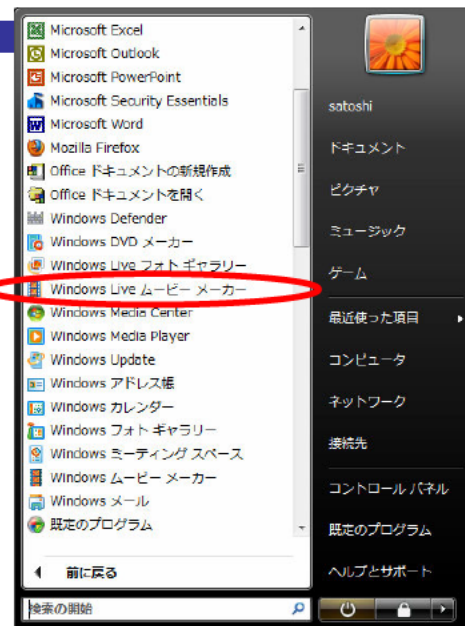 Microsoft Excel
Microsoft Outlook
Microsoft PowerPoint
Microsoft Security Essentials
Microsoft Word
Mozilla Firefox
Office ドキュメントの新規作成
Office ドキュメントを開く
Windows Defender
Windows DVD メーカー
Windows Live フォト ギャラリー
Windows Live ムービー メーカー
Windows Media Center
Windows Media Player
Windows Update
Windows アドレス帳
Windows カレンダー
Windows フォト ギャラリー
Windows ミーティング スペース
Windows ムービー メーカー
Windows メール
既定のプログラム
前に戻る
検索の開始
satoshi
ドキュメント
ピクチャ
ミュージック
ゲーム
最近使った項目
コンピュータ
ネットワーク
接続先
コントロール パネル
既定のプログラム
ヘルプとサポート